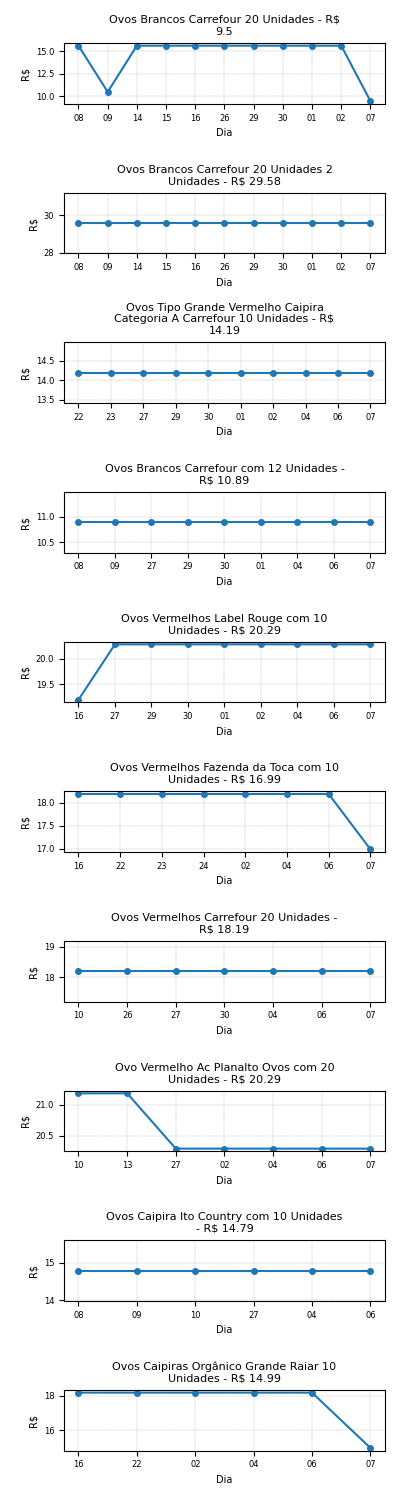 Ovos Brancos Carrefour 20 Unidades - R$
9.5
15.0
12.5
10.0
R$
08 09 14 15 16 26 29 30 01 02 07
Dia
Ovos Brancos Carrefour 20 Unidades 2
Unidades - R$ 29.58
30
28
R$
08 09 14 15 16 26 29 30 01 02 07
Dia
Ovos Tipo Grande Vermelho Caipira
Categoria A Carrefour 10 Unidades - R$
14.19
14.5
14.0
13.5
R$
22 23 27 29 30 01 02 04 06 07
Dia
Ovos Brancos Carrefour com 12 Unidades -
R$ 10.89
11.0
10.5
R$
08 09 27 29 30 01 04 06 07
Dia
Ovos Vermelhos Label Rouge com 10
Unidades - R$ 20.29
20.0
19.5
R$
16 27 29 30 01 02 04 06 07
Dia
Ovos Vermelhos Fazenda da Toca com 10
Unidades - R$ 16.99
18.0
17.5
17.0
R$
16 22 23 24 02 04 06 07
Dia
Ovos Vermelhos Carrefour 20 Unidades -
R$ 18.19
19
18
R$
10 26 27 30 04 06 07
Dia
Ovo Vermelho Ac Planalto Ovos com 20
Unidades - R$ 20.29
21.0
20.5
R$
10 13 27 02 04 06 07
Dia
Ovos Caipira Ito Country com 10 Unidades
- R$ 14.79
15
14
R$
08 09 10 27 04 06
Dia
Ovos Caipiras Orgânico Grande Raiar 10
Unidades - R$ 14.99
18
16
R$
16 22 02 04 06 07
Dia